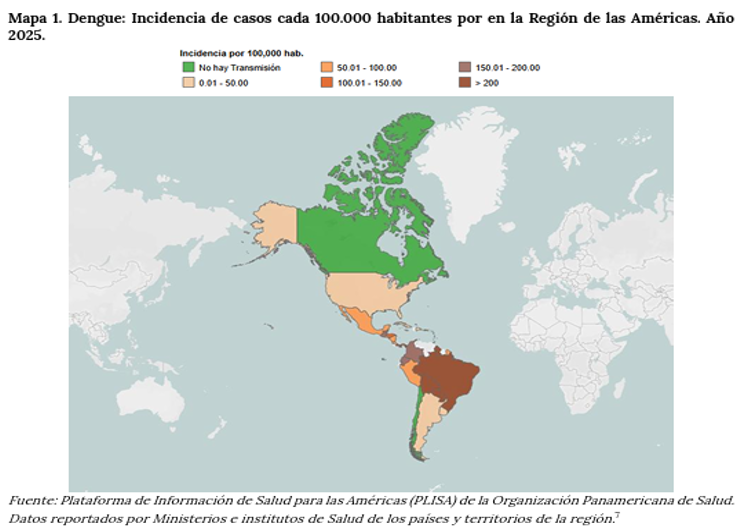 Mapa 1. Dengue: Incidencia de casos cada 100.000 habitantes por en la Región de las Américas. Año
2025.
Incidencia por 100,000 hab.
No hay Transmisión 50.01 - 100.00 150.01 - 200.00
0.01 - 50.00 100.01 - 150.00 > 200
Fuente: Plataforma de Información de Salud para las Américas (PLISA) de la Organización Panamericana de Salud.
Datos reportados por Ministerios e institutos de Salud de los países y territorios de la región.⁷